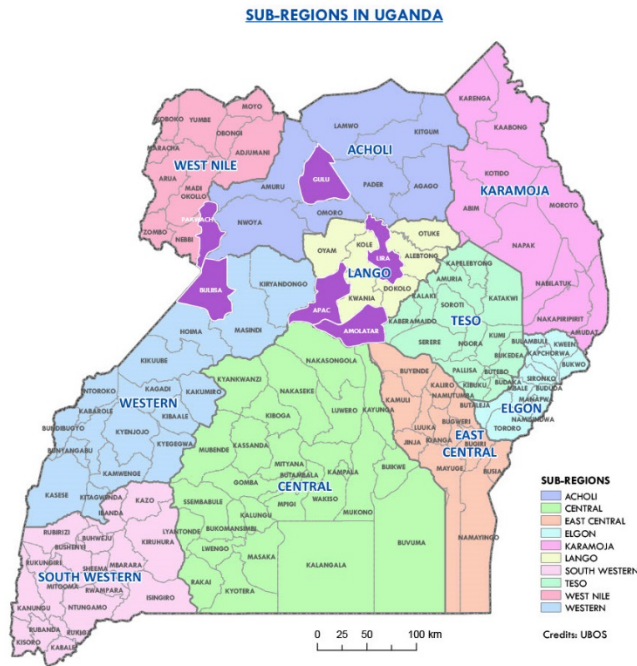 SUB-REGIONS IN UGANDA
KARENGA
KAABONG
MOYO
YUMBE
KOBOKO
OBONGI
LAMWO
KITGUM
MARACHA
ADJUMANI
ACHOLI
WEST NILE
KOTIDO
GULU
ARUA
MADI
OKOLLO
AMURU
PADER
AGAGO
KARAMOJA
MOROTO
ABIM
PAKWACH
NWOYA
OMORO
ZOMBO
NEBBI
OTUKE
NAPAK
OYAM
KOLE
LIRA
ALEBTONG
LANGO
KAPELEBYONG
BULIISA
KIRYANDONGO
AMURIA
NABILATUK
DOKOLO
KWANIA
KALAKI
KATAKWI
APAC
SOROTI
NAKAPIRIPIRIT
AMOLATAR
KABERAMAIDO
TESO
AMUDAT
HOIMA
MASINDI
KUMI
BULAMBULI
KWEEN
SERERE
NGORA
KAPCHORWA
BUKEDEA
BUKWO
KIKUUBE
NAKASONGOLA
BUYENDE
PALLISA
BUTEBO
SIRONKO
KYANKWANZI
KALIRO
KIBUKU
BUDAKA
MBALE
BUDUDA
NTOROKO
KAGADI
KAKUMIRO
NAKASEKE
KAMULI
NAMUTUMBA
MANAFWA
WESTERN
LUWERO
KAYUNGA
BUTALEJA
NAMISINDWA
ELGON
KABAROLE
KIBAALE
KIBOGA
LUUKA
BUGWERI
TORORO
BUNDIBUGYO
KYENJOJO
EAST
CENTRAL
KASSANDA
JINJA
IGANGA
BUGIRI
BUNYANGABU
KYEGEGWA
MUBENDE
MITYANA
KAMPALA
BUIKWE
MAYUGE
BUSIA
KAMWENGE
BUTAMBALA
GOMBA
CENTRAL
WAKISO
KASESE
KITAGWENDA
KAZO
SSEMBABULE
MPIGI
MUKONO
IBANDA
KALUNGU
BUKOMANSIMBI
RUBIRIZI
BUHWEJU
KIRUHURA
LYANTONDE
NAMAYINGO
BUSHENYI
BUVUMA
RUKUNGIRI
SHEEMA
MBARARA
LWENGO
MASAKA
SOUTH WESTERN
KALANGALA
MITOOMA
RWAMPARA
RAKAI
KANUNGU
ISINGIRO
NTUNGAMO
KYOTERA
RUBANDA
RUKIGA
KISORO
KABALE
0 25 50 100 km
SUB-REGIONS
ACHOLI
CENTRAL
EAST CENTRAL
ELGON
KARAMOJA
LANGO
SOUTH WESTERN
TESO
WEST NILE
WESTERN
Credits: UBOS